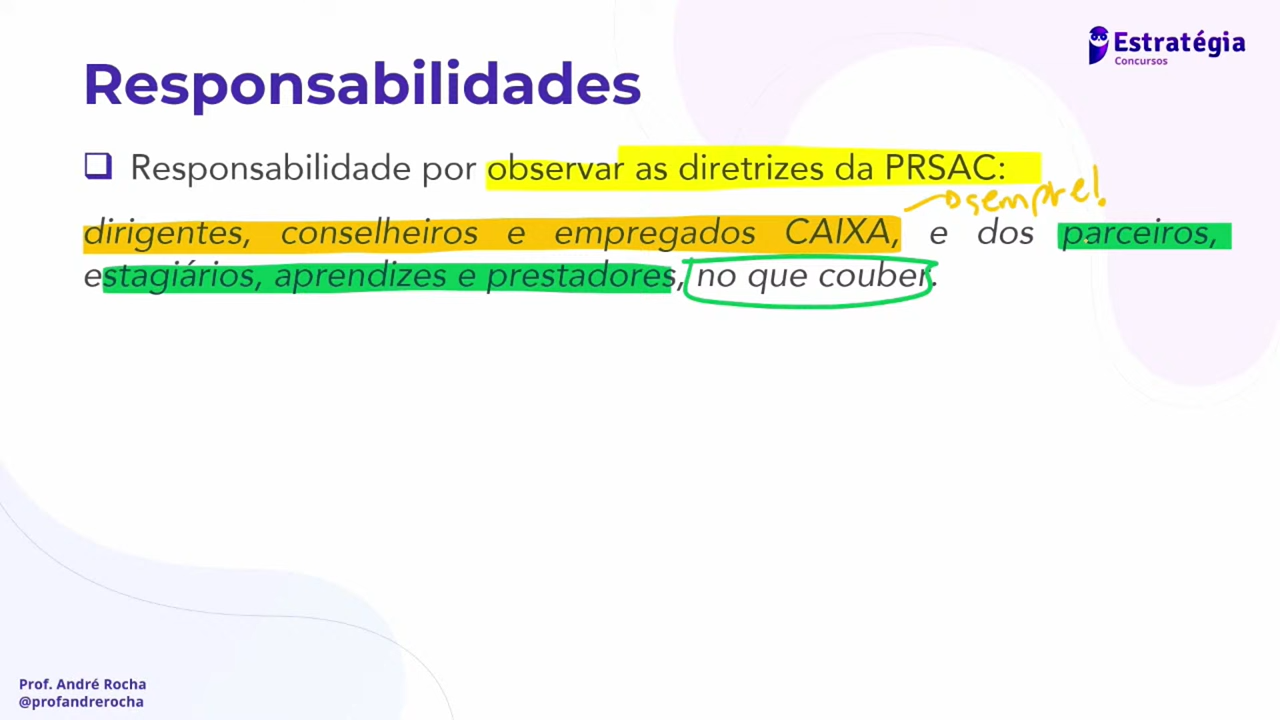 Estratégia
Concursos
Responsabilidades
Responsabilidade por observar as diretrizes da PRSAC:
sempre!
dirigentes, conselheiros e empregados CAIXA, e dos parceiros,
estagiários, aprendizes e prestadores, no que couber.
Prof. André Rocha
@profandrerocha